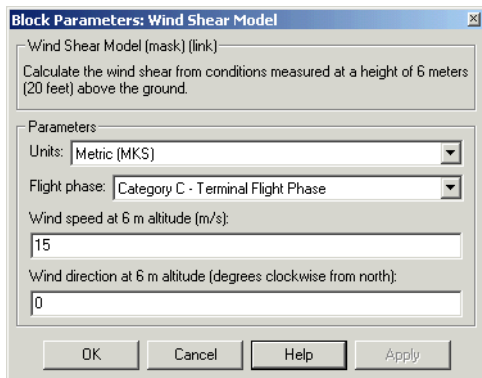 Block Parameters: Wind Shear Model
Wind Shear Model (mask) (link)
Calculate the wind shear from conditions measured at a height of 6 meters
(20 feet) above the ground.
Parameters
Units: Metric (MKS)
Flight phase: Category C - Terminal Flight Phase
Wind speed at 6 m altitude (m/s):
15
Wind direction at 6 m altitude (degrees clockwise from north):
0
OK Cancel Help Apply